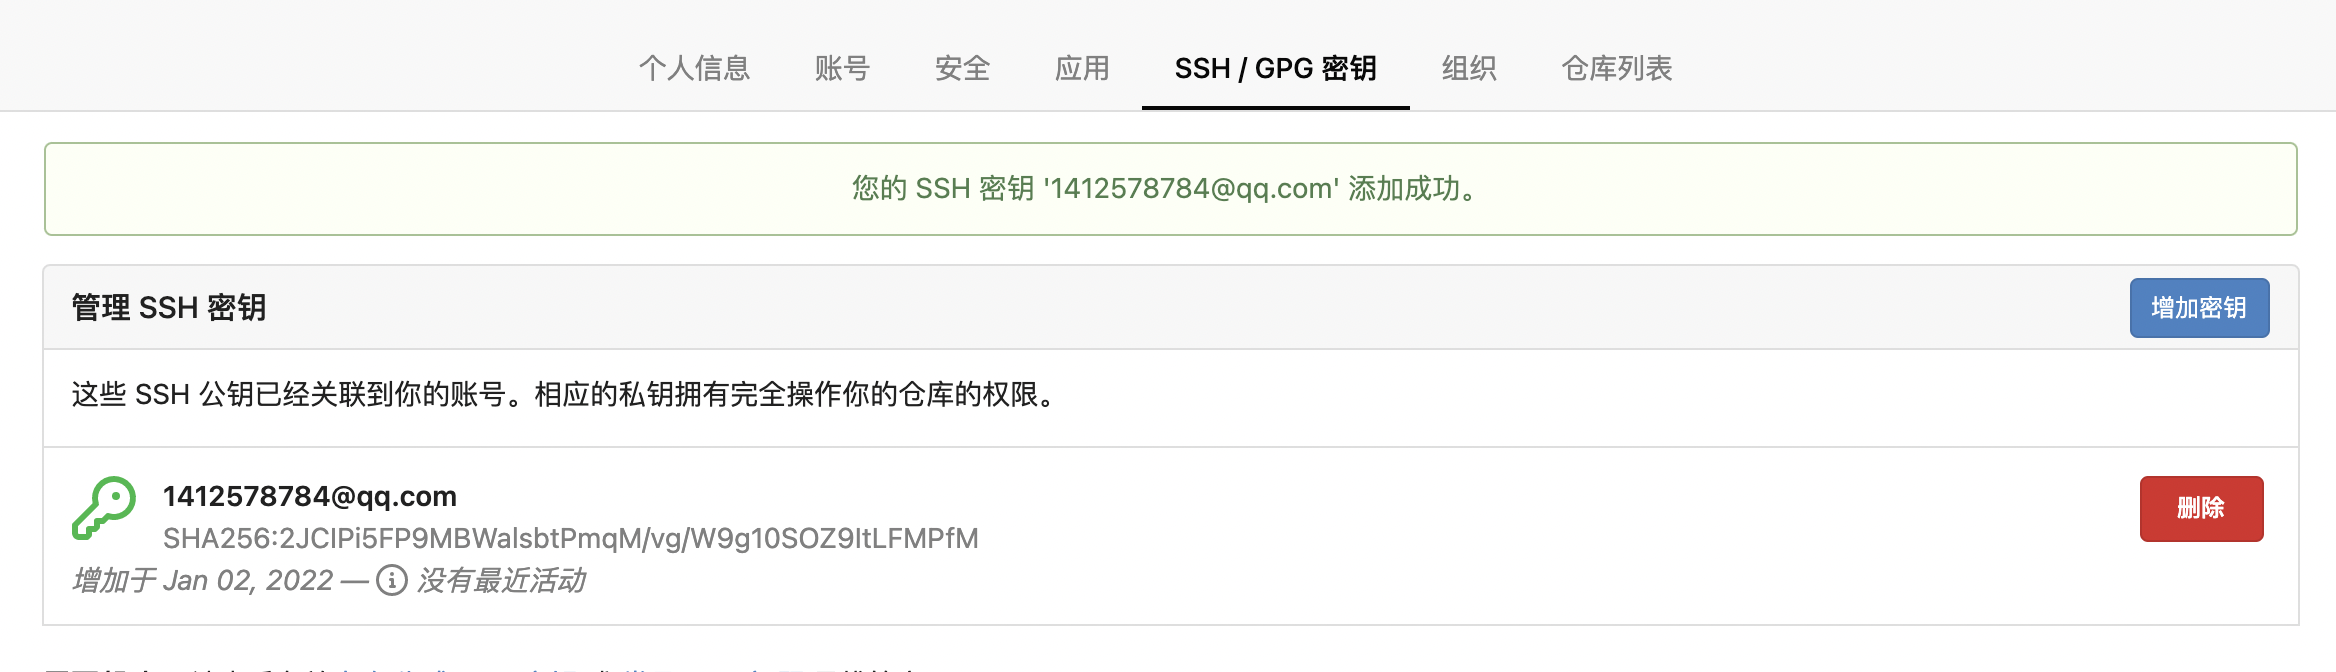 个人信息 账号 安全 应用 SSH / GPG 密钥 组织 仓库列表
您的 SSH 密钥 '1412578784@qq.com' 添加成功。
管理 SSH 密钥 增加密钥
这些 SSH 公钥已经关联到你的账号。相应的私钥拥有完全操作你的仓库的权限。
1412578784@qq.com 删除
SHA256:2JCIPi5FP9MBWalsbtPmqM/vg/W9g10SOZ9ItLFMPfM
增加于 Jan 02, 2022 — 没有最近活动